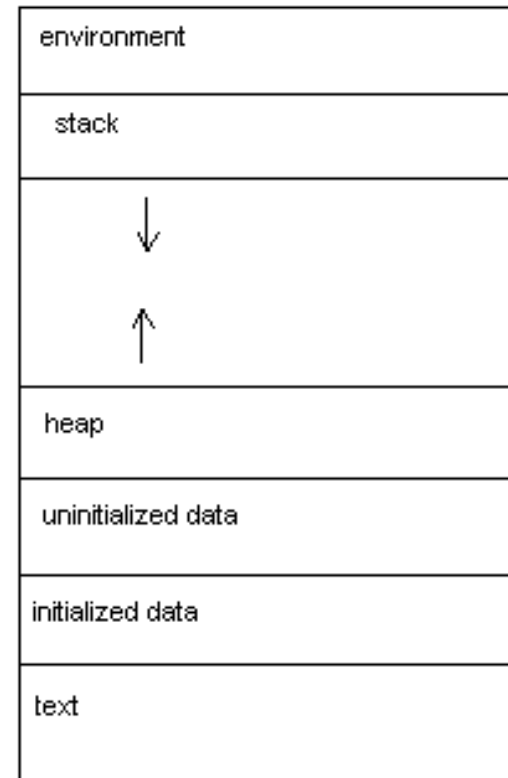 environment
stack
heap
uninitialized data
initialized data
text